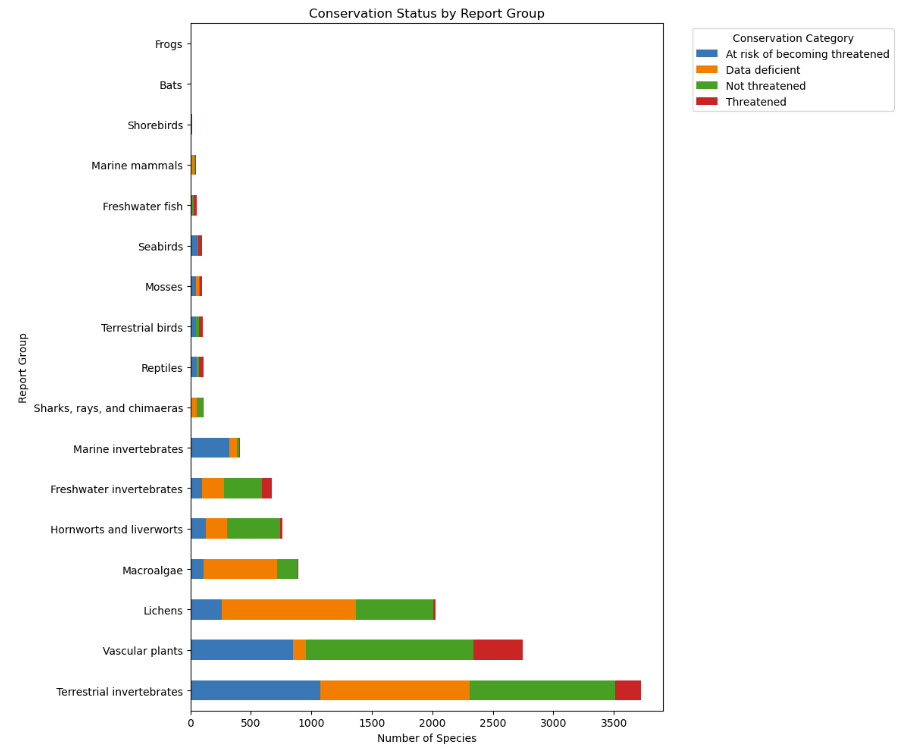 Conservation Status by Report Group
Conservation Category
At risk of becoming threatened
Data deficient
Not threatened
Threatened
Report Group
Frogs
Bats
Shorebirds
Marine mammals
Freshwater fish
Seabirds
Mosses
Terrestrial birds
Reptiles
Sharks, rays, and chimaeras
Marine invertebrates
Freshwater invertebrates
Hornworts and liverworts
Macroalgae
Lichens
Vascular plants
Terrestrial invertebrates
0 500 1000 1500 2000 2500 3000 3500
Number of Species